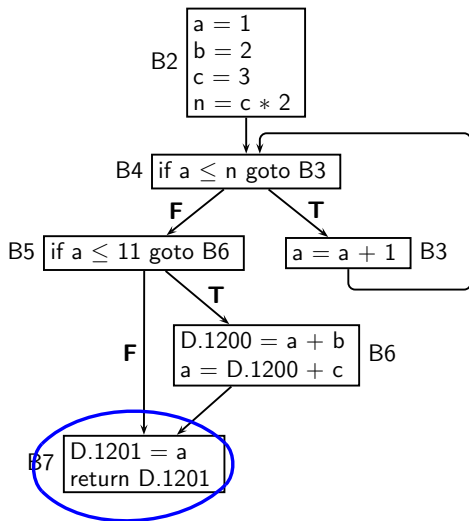 a = 1
b = 2
B2
c = 3
n = c ∗ 2
B4
if a ≤ n goto B3
F
T
B5
if a ≤ 11 goto B6
a = a + 1
B3
T
F
D.1200 = a + b
a = D.1200 + c
B6
B7
D.1201 = a
return D.1201